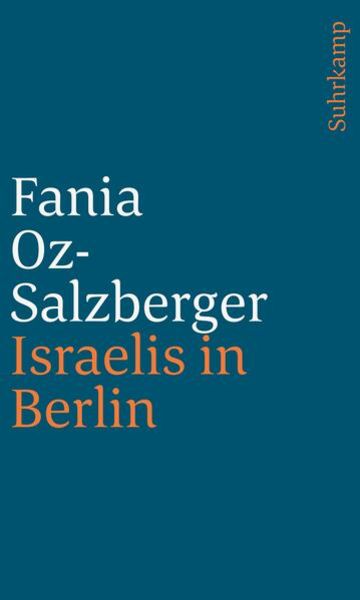 Suhrkamp
Fania
Oz-
Salzberger
Israelis in
Berlin